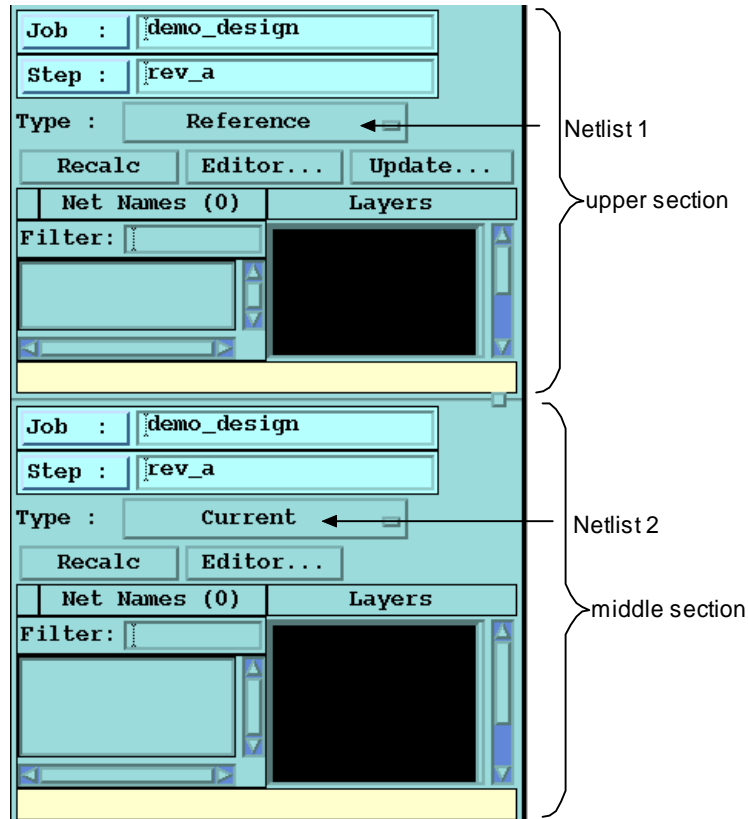 Job : demo_design
Step : rev_a
Type : Reference
Netlist 1
Recalc Editor... Update...
Net Names (0) Layers
upper section
Filter:
Job : demo_design
Step : rev_a
Type : Current
Netlist 2
Recalc Editor...
Net Names (0) Layers
middle section
Filter: